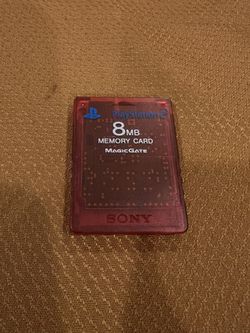 PlayStation 2
8MB
MEMORY CARD
MAGICGATE
SONY